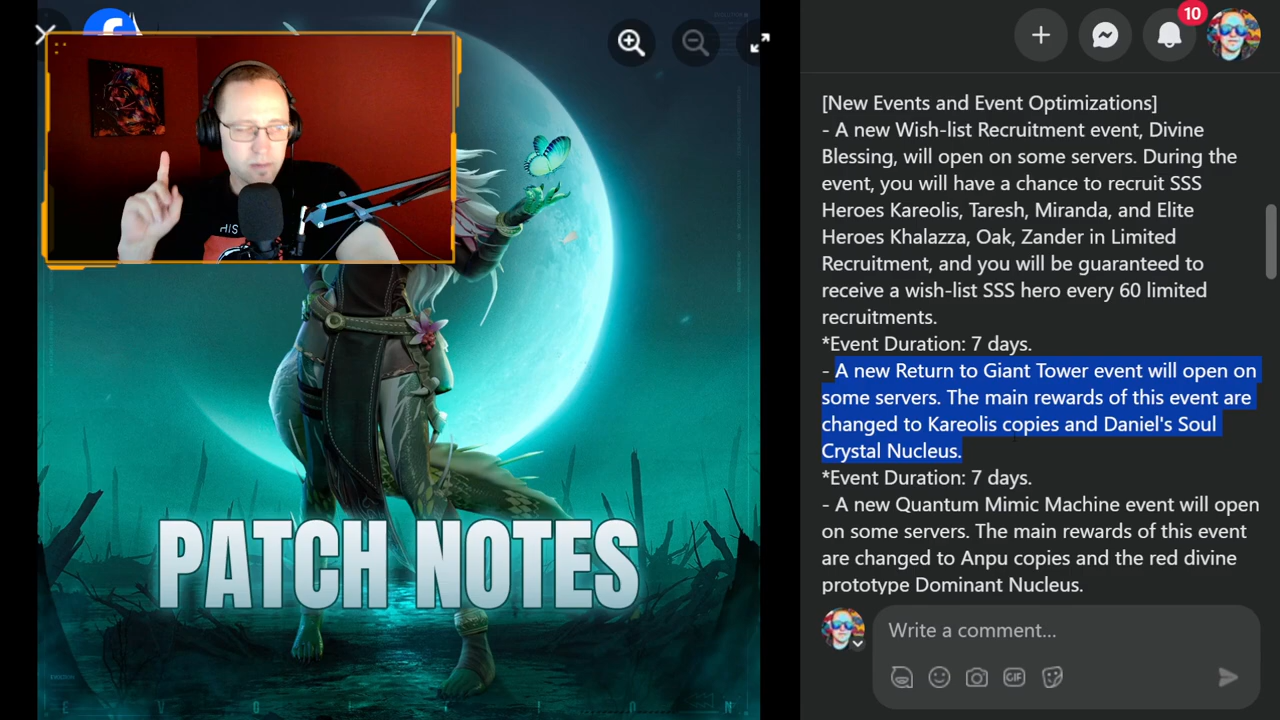 10
[New Events and Event Optimizations]
- A new Wish-list Recruitment event, Divine
Blessing, will open on some servers. During the
event, you will have a chance to recruit SSS
Heroes Kareolis, Taresh, Miranda, and Elite
Heroes Khalazza, Oak, Zander in Limited
Recruitment, and you will be guaranteed to
receive a wish-list SSS hero every 60 limited
recruitments.
*Event Duration: 7 days.
- A new Return to Giant Tower event will open on
some servers. The main rewards of this event are
changed to Kareolis copies and Daniel's Soul
Crystal Nucleus.
*Event Duration: 7 days.
- A new Quantum Mimic Machine event will open
on some servers. The main rewards of this event
are changed to Anpu copies and the red divine
prototype Dominant Nucleus.
Write a comment...
GIF
HIS
PATCH NOTES
E V O L U T I O N